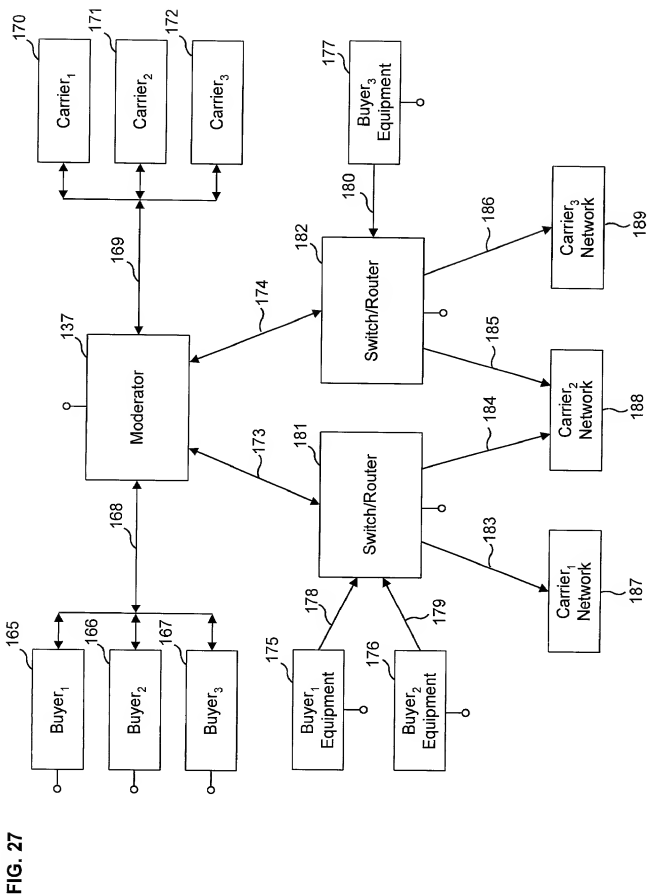 FIG. 27
165
Buyer₁
166
Buyer₂
167
Buyer₃
168
137
Moderator
169
170
Carrier₁
171
Carrier₂
172
Carrier₃
173
174
175
Buyer₁
Equipment
176
Buyer₂
Equipment
178
179
181
Switch/Router
182
Switch/Router
180
177
Buyer₃
Equipment
183
184
185
186
Carrier₁
Network
187
Carrier₂
Network
188
Carrier₃
Network
189